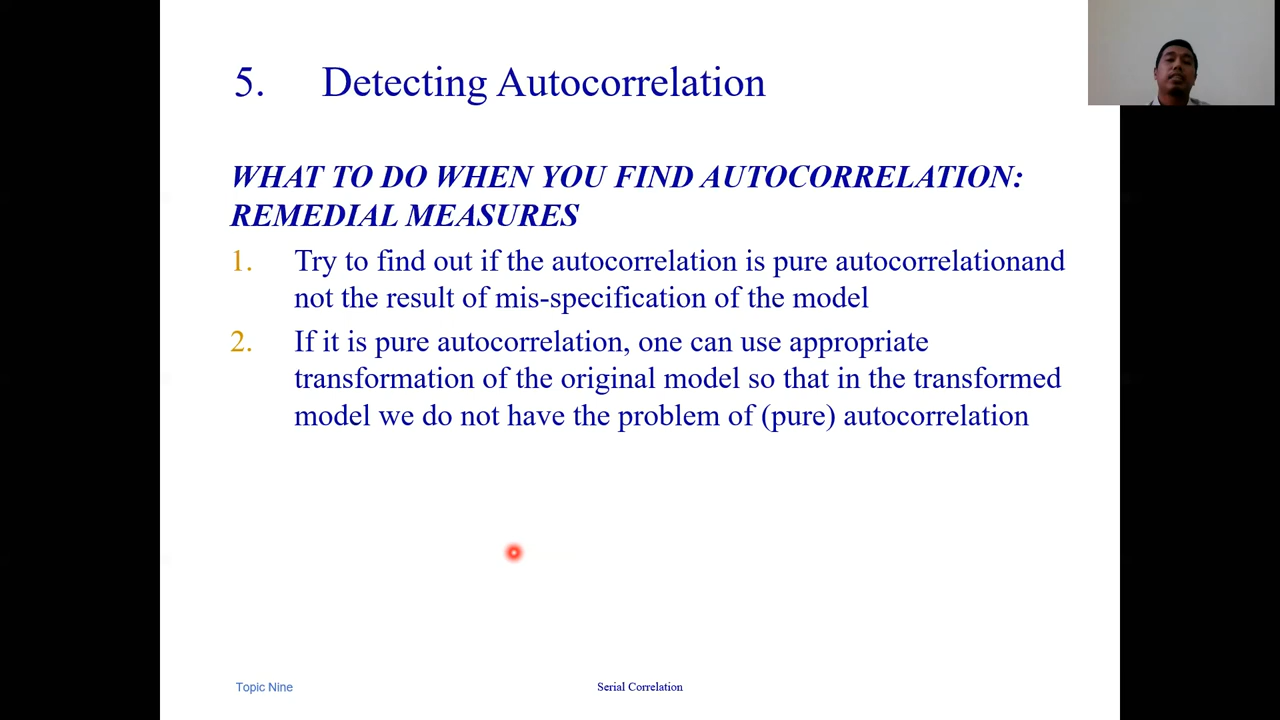 5. Detecting Autocorrelation
WHAT TO DO WHEN YOU FIND AUTOCORRELATION:
REMEDIAL MEASURES
1. Try to find out if the autocorrelation is pure autocorrelationand
not the result of mis-specification of the model
2. If it is pure autocorrelation, one can use appropriate
transformation of the original model so that in the transformed
model we do not have the problem of (pure) autocorrelation
Topic Nine
Serial Correlation